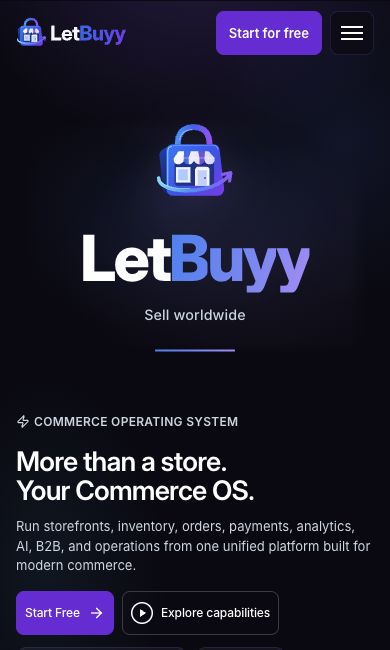 LetBuyy
Start for free
LetBuyy
Sell worldwide
COMMERCE OPERATING SYSTEM
More than a store.
Your Commerce OS.
Run storefronts, inventory, orders, payments, analytics,
AI, B2B, and operations from one unified platform built for
modern commerce.
Start Free
Explore capabilities